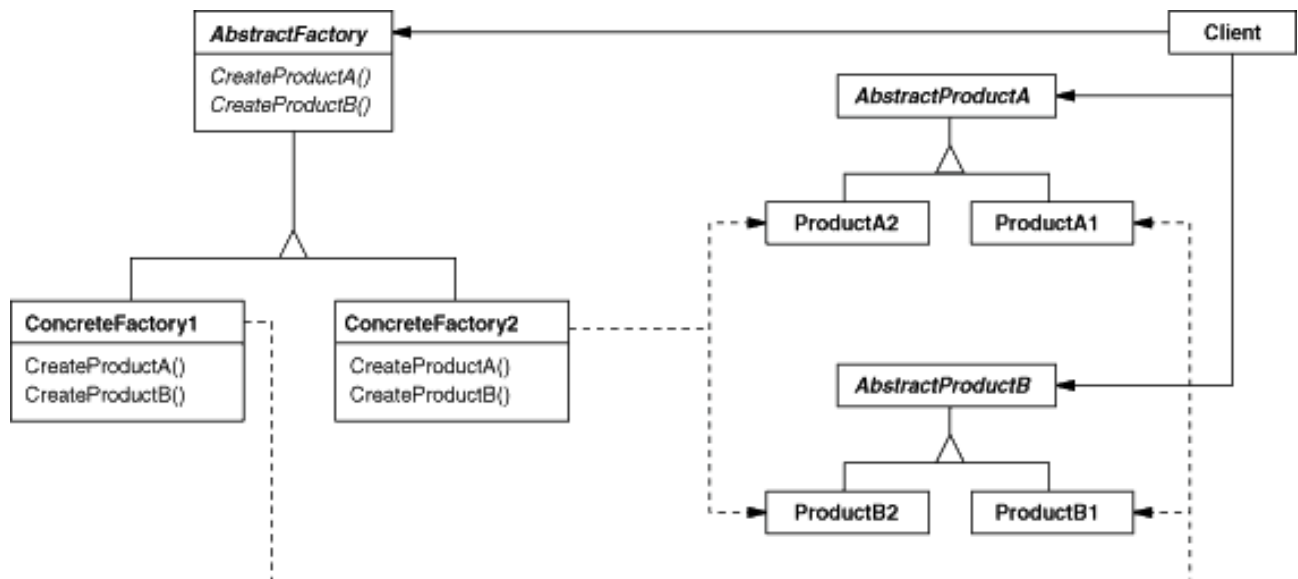 AbstractFactory
CreateProductA()
CreateProductB()
Client
AbstractProductA
ProductA2
ProductA1
ConcreteFactory1
CreateProductA()
CreateProductB()
ConcreteFactory2
CreateProductA()
CreateProductB()
AbstractProductB
ProductB2
ProductB1